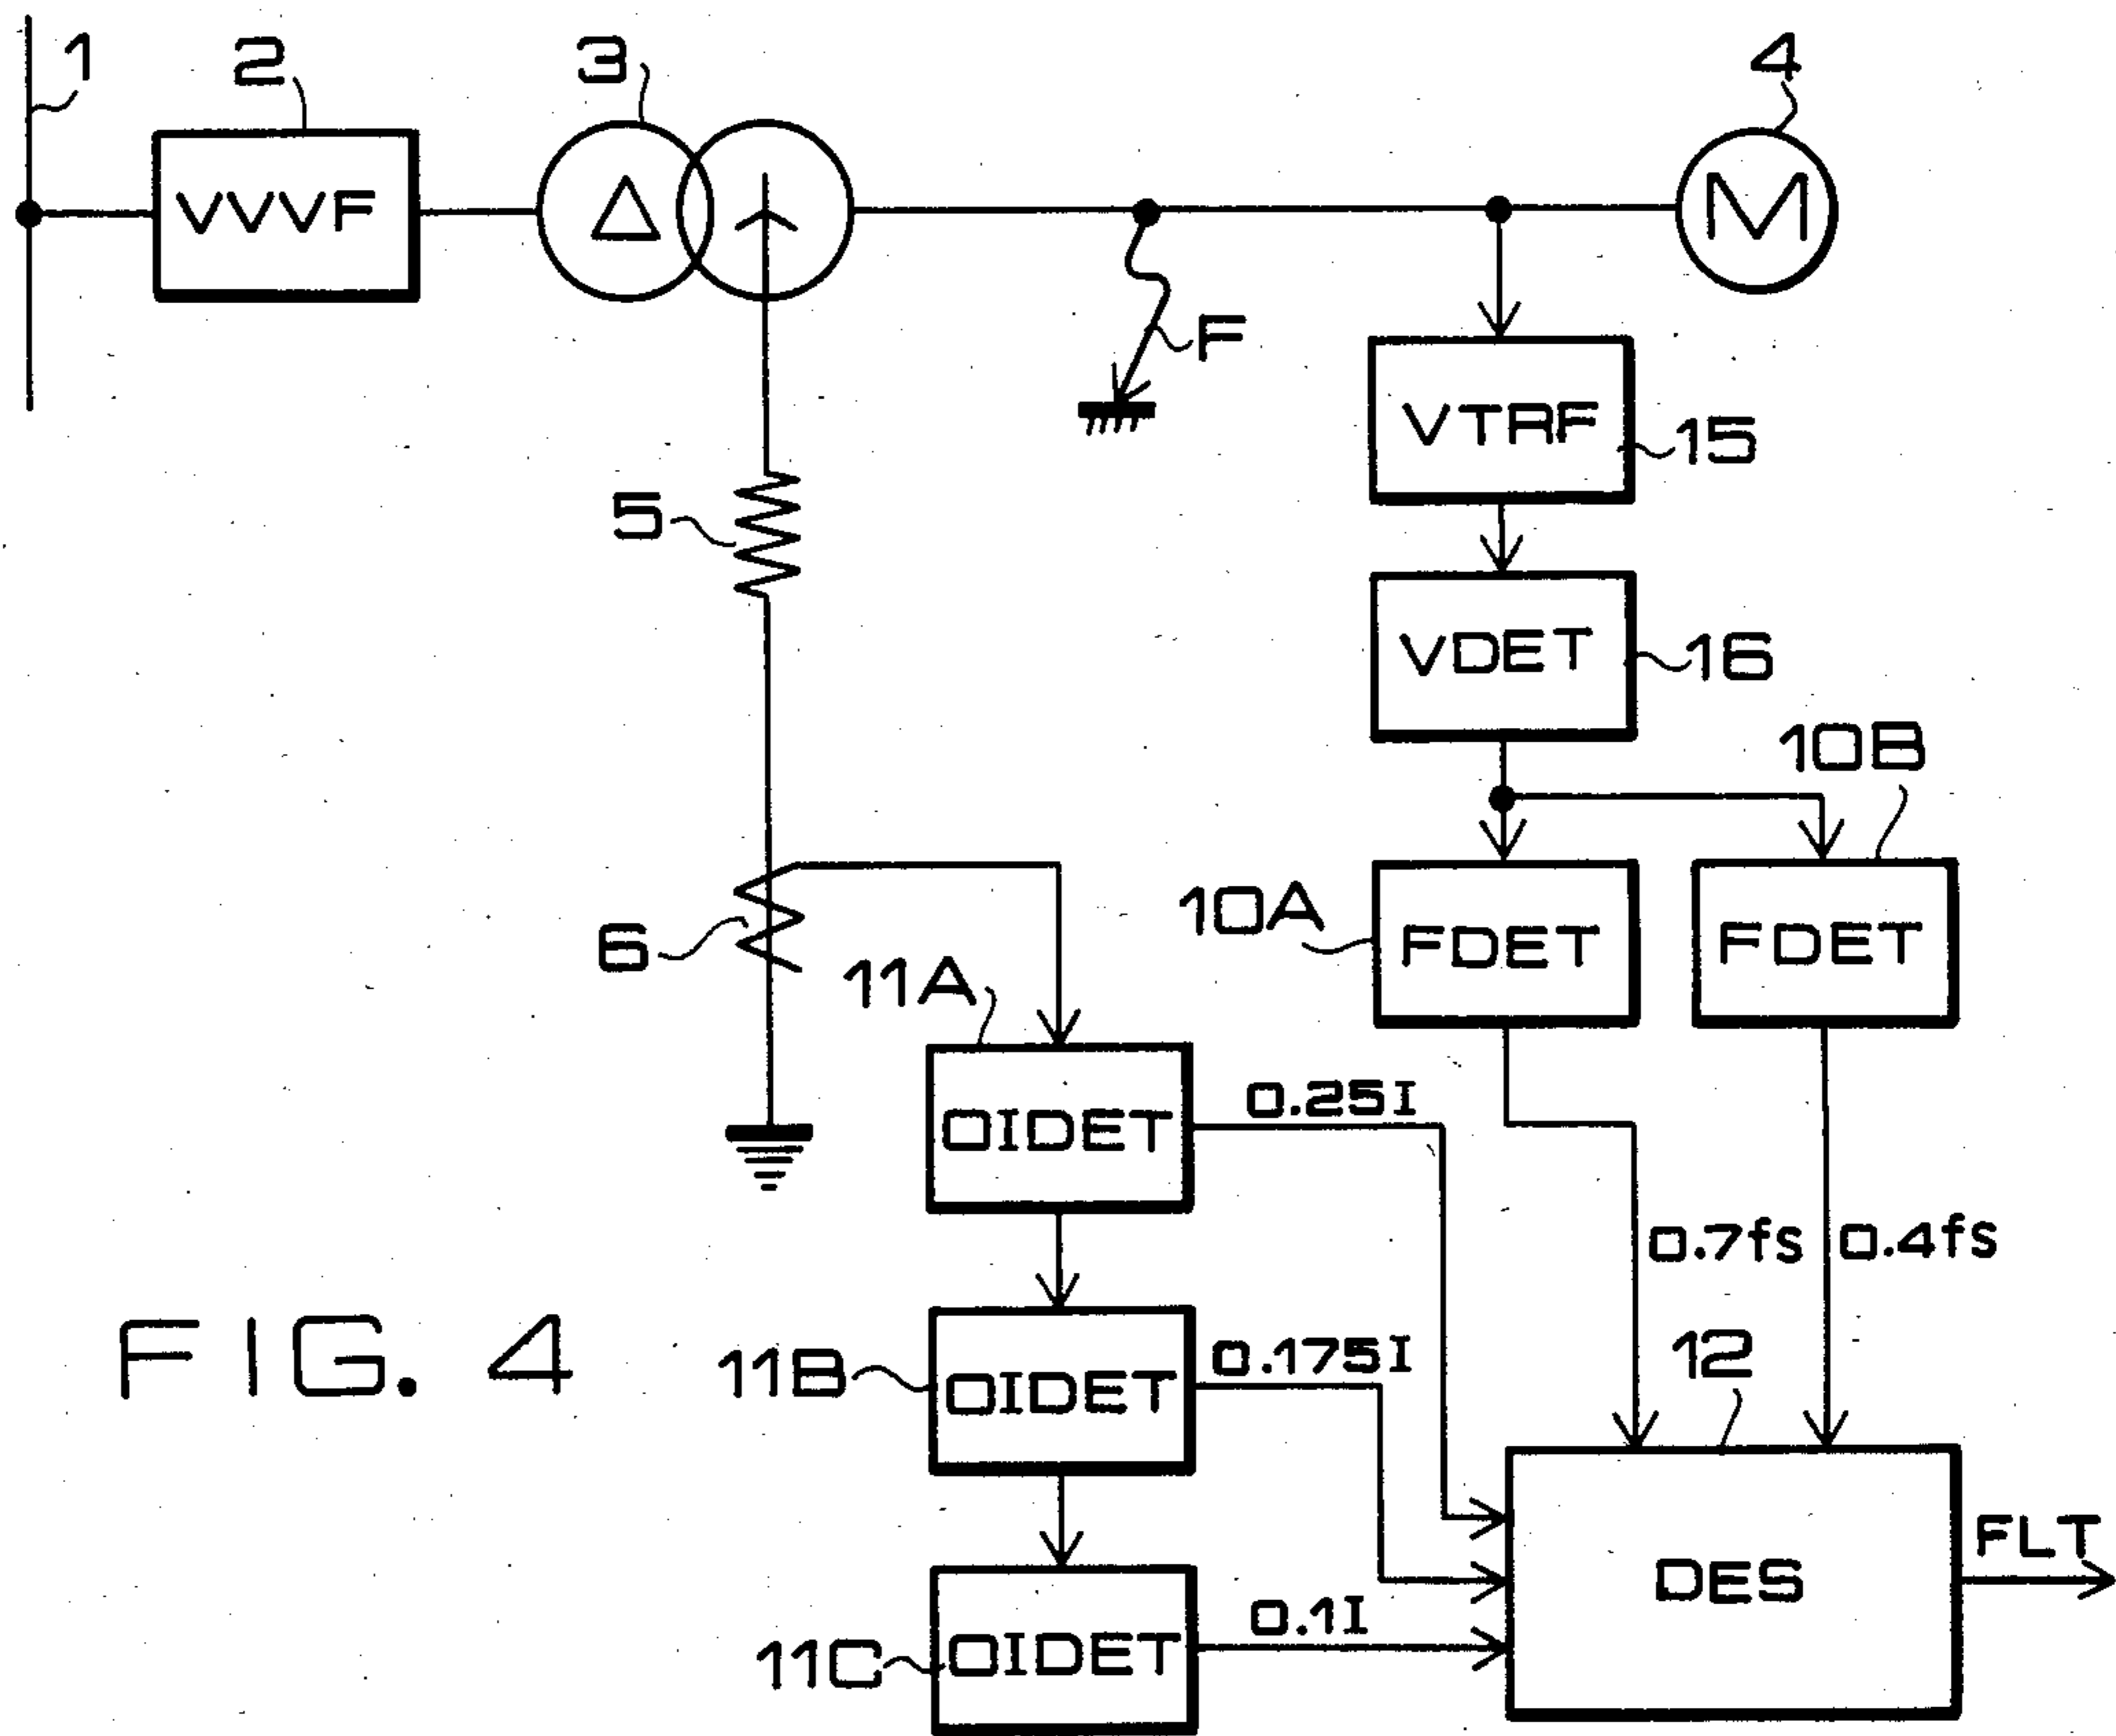 1
2
3
4
VVVF
Δ
M
F
VTRF
15
5
VDET
16
10B
10A
FDET
FDET
6
11A
OIDET
0.25I
0.7fs
0.4fs
FIG. 4
11B
OIDET
0.175I
12
DES
FLT
11C
OIDET
0.1I